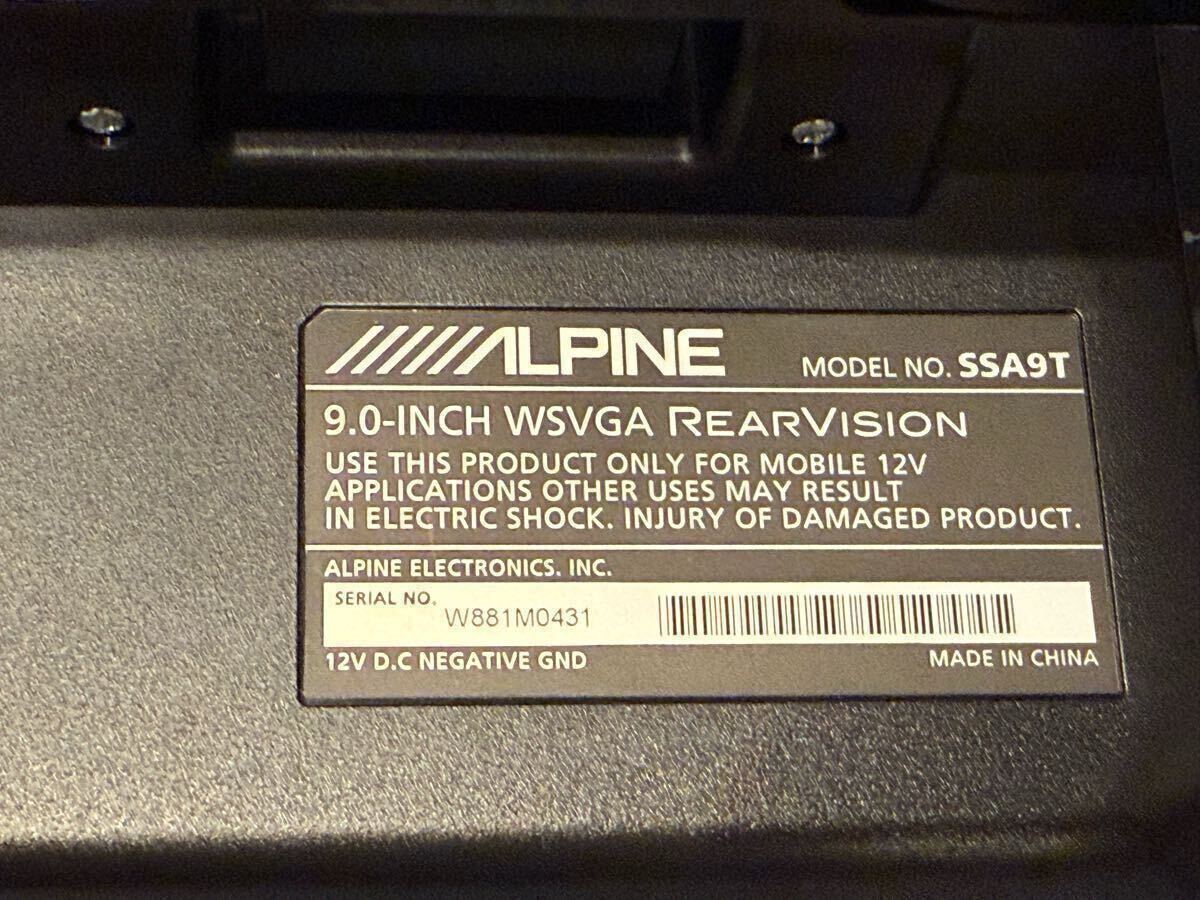 ALPINE MODEL NO. SSA9T
9.0-INCH WSVGA REARVISION
USE THIS PRODUCT ONLY FOR MOBILE 12V
APPLICATIONS OTHER USES MAY RESULT
IN ELECTRIC SHOCK. INJURY OF DAMAGED PRODUCT.
ALPINE ELECTRONICS. INC.
SERIAL NO. W881M0431
12V D.C NEGATIVE GND MADE IN CHINA